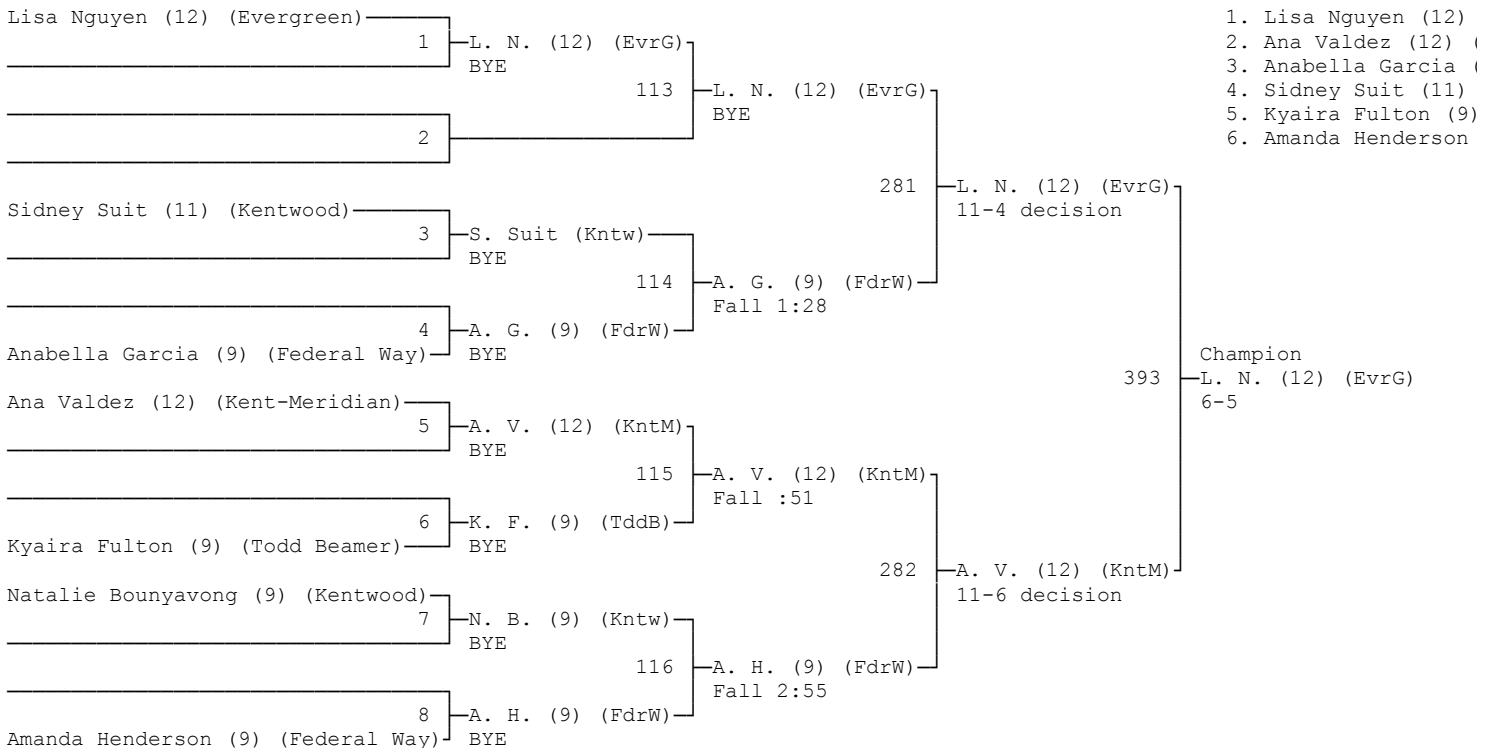 Lisa Nguyen (12) (Evergreen)
1. Lisa Nguyen (12)
1 L. N. (12) (EvrG)
2. Ana Valdez (12) (
BYE
3. Anabella Garcia (
113 L. N. (12) (EvrG)
4. Sidney Suit (11)
BYE
5. Kyaira Fulton (9)
2
6. Amanda Henderson
281 L. N. (12) (EvrG)
Sidney Suit (11) (Kentwood)
11-4 decision
3 S. Suit (Kntw)
BYE
114 A. G. (9) (FdrW)
Fall 1:28
4 A. G. (9) (FdrW)
Anabella Garcia (9) (Federal Way)
BYE
Champion
393 L. N. (12) (EvrG)
Ana Valdez (12) (Kent-Meridian)
6-5
5 A. V. (12) (KntM)
BYE
115 A. V. (12) (KntM)
Fall :51
6 K. F. (9) (TddB)
Kyaira Fulton (9) (Todd Beamer)
BYE
282 A. V. (12) (KntM)
Natalie Bounyavong (9) (Kentwood)
11-6 decision
7 N. B. (9) (Kntw)
BYE
116 A. H. (9) (FdrW)
Fall 2:55
8 A. H. (9) (FdrW)
Amanda Henderson (9) (Federal Way)
BYE